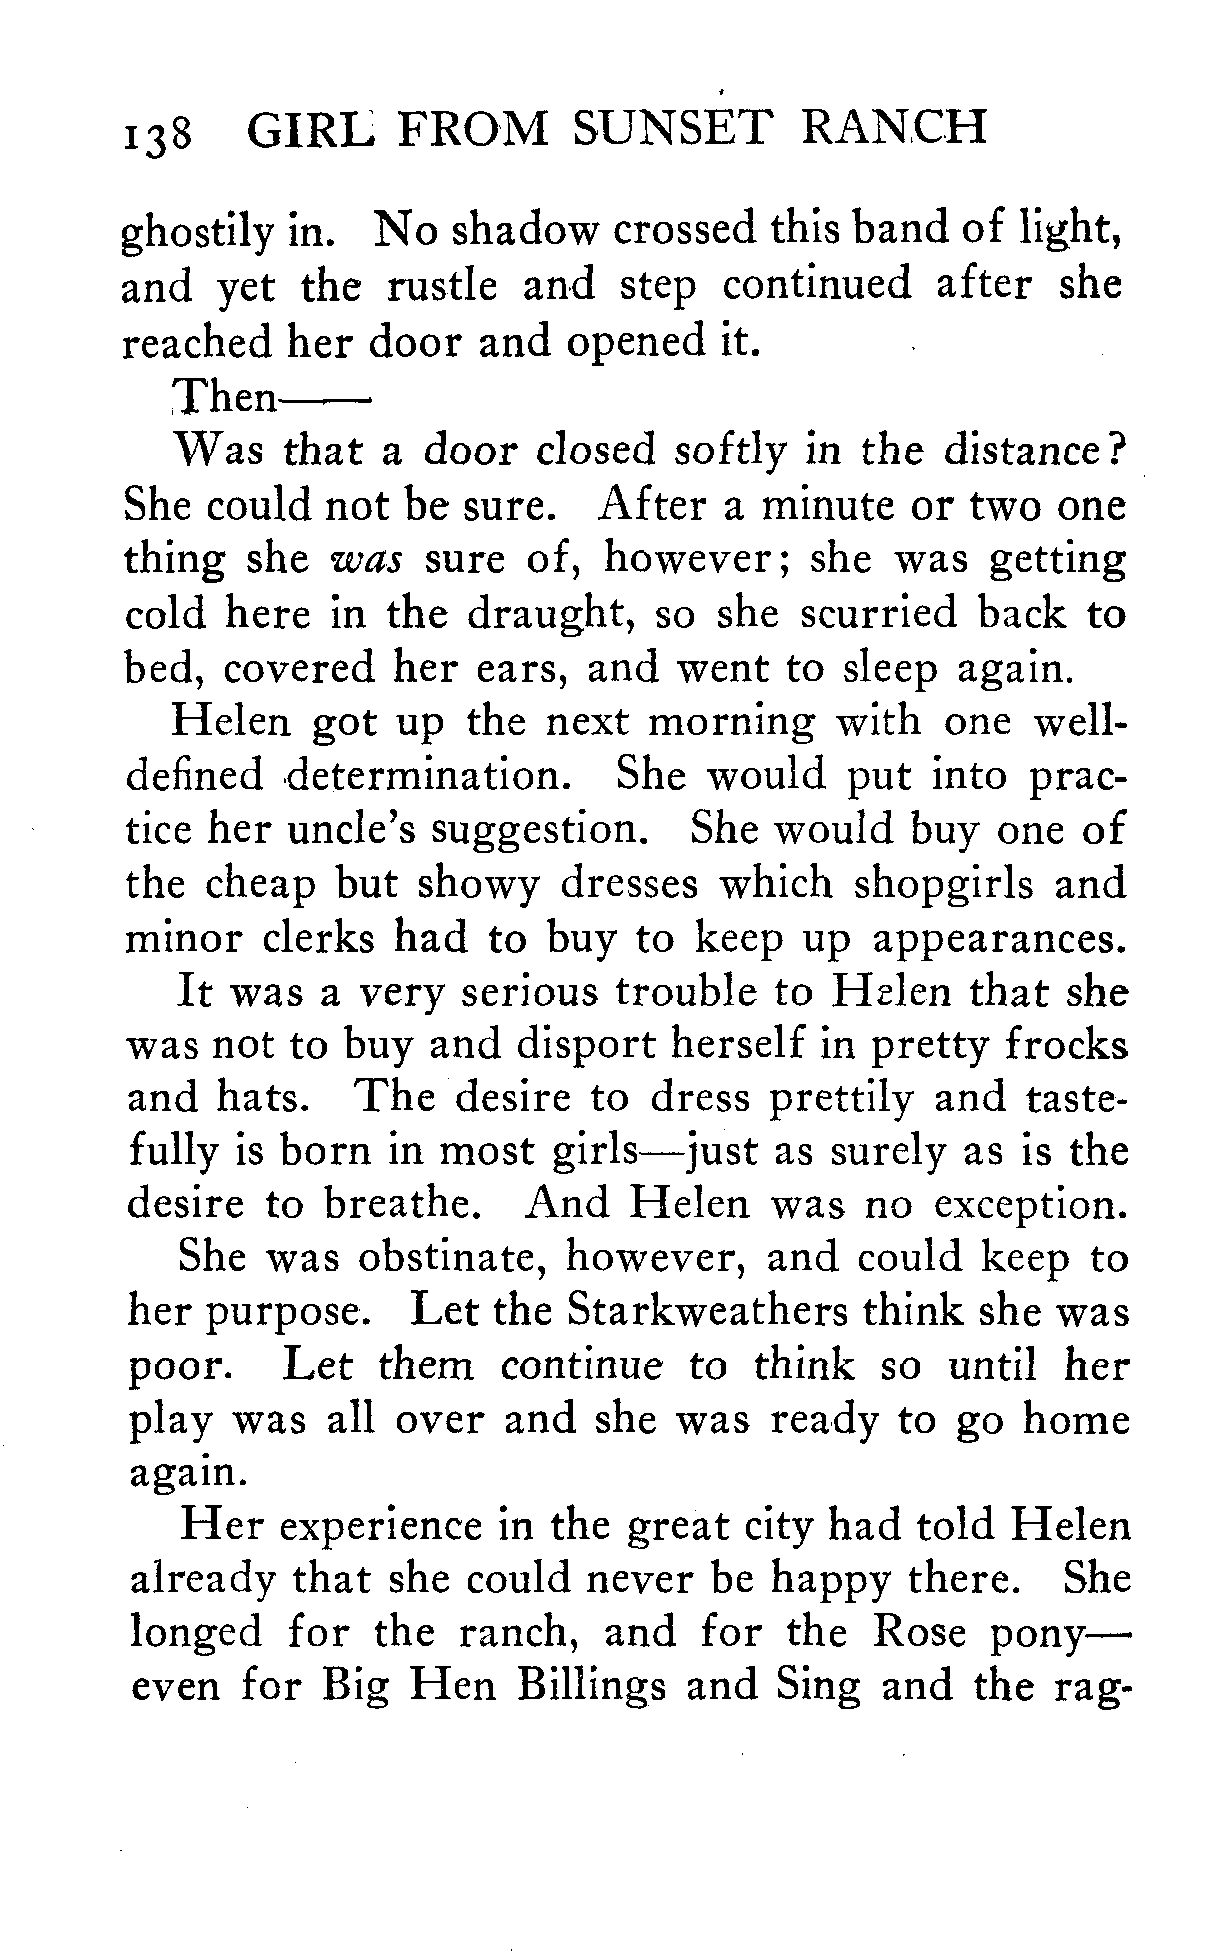 138 GIRL FROM SUNSET RANCH
ghostily in. No shadow crossed this band of light,
and yet the rustle and step continued after she
reached her door and opened it.
Then——
Was that a door closed softly in the distance?
She could not be sure. After a minute or two one
thing she was sure of, however; she was getting
cold here in the draught, so she scurried back to
bed, covered her ears, and went to sleep again.
Helen got up the next morning with one well-
defined determination. She would put into prac-
tice her uncle's suggestion. She would buy one of
the cheap but showy dresses which shopgirls and
minor clerks had to buy to keep up appearances.
It was a very serious trouble to Helen that she
was not to buy and disport herself in pretty frocks
and hats. The desire to dress prettily and taste-
fully is born in most girls—just as surely as is the
desire to breathe. And Helen was no exception.
She was obstinate, however, and could keep to
her purpose. Let the Starkweathers think she was
poor. Let them continue to think so until her
play was all over and she was ready to go home
again.
Her experience in the great city had told Helen
already that she could never be happy there. She
longed for the ranch, and for the Rose pony—
even for Big Hen Billings and Sing and the rag-